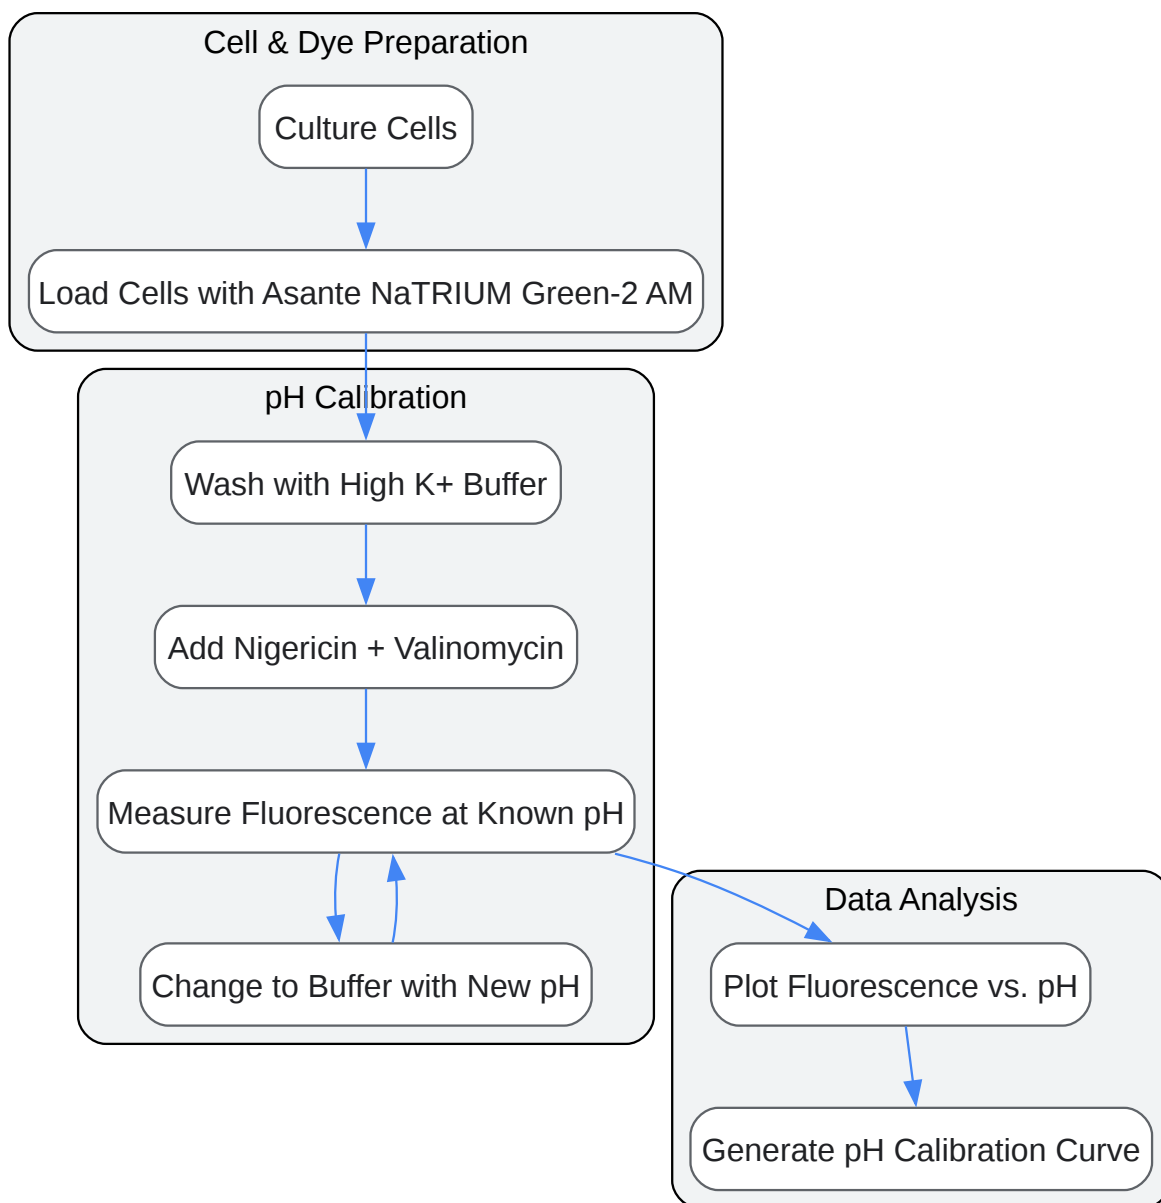 Cell & Dye Preparation
Culture Cells
Load Cells with Asante NaTRIUM Green-2 AM
pH Calibration
Wash with High K+ Buffer
Add Nigericin + Valinomycin
Measure Fluorescence at Known pH
Change to Buffer with New pH
Data Analysis
Plot Fluorescence vs. pH
Generate pH Calibration Curve